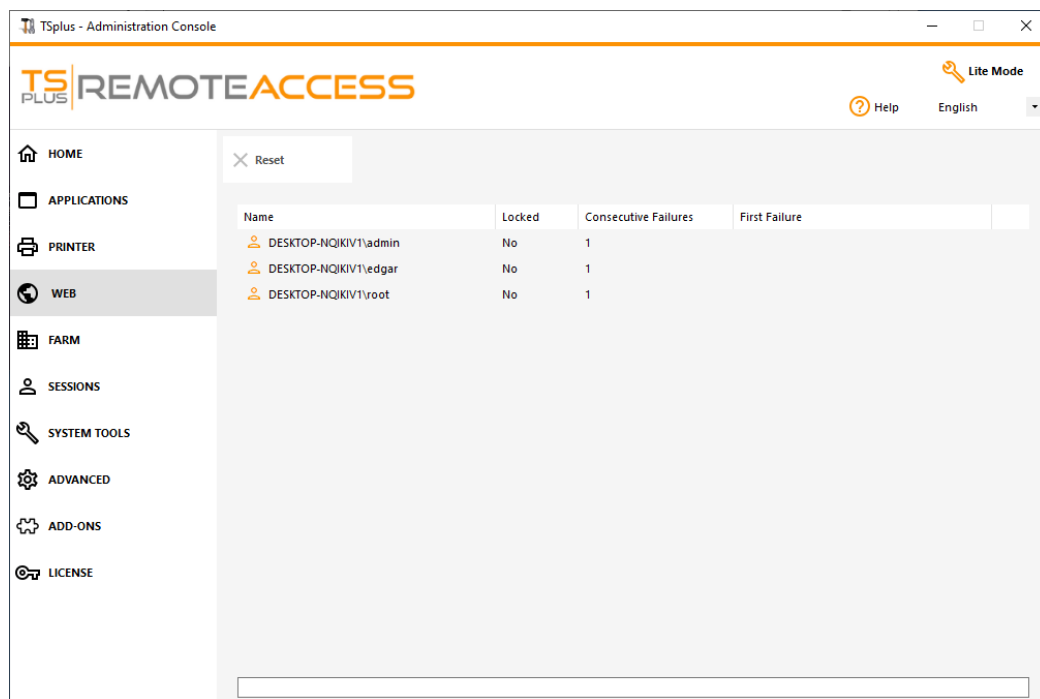 TSplus - Administration Console
TS PLUS REMOTEACCESS
Lite Mode
Help English
HOME
APPLICATIONS
PRINTER
WEB
FARM
SESSIONS
SYSTEM TOOLS
ADVANCED
ADD-ONS
LICENSE
Reset
Name Locked Consecutive Failures First Failure
DESKTOP-NQIKIV1\admin No 1
DESKTOP-NQIKIV1\edgar No 1
DESKTOP-NQIKIV1\root No 1